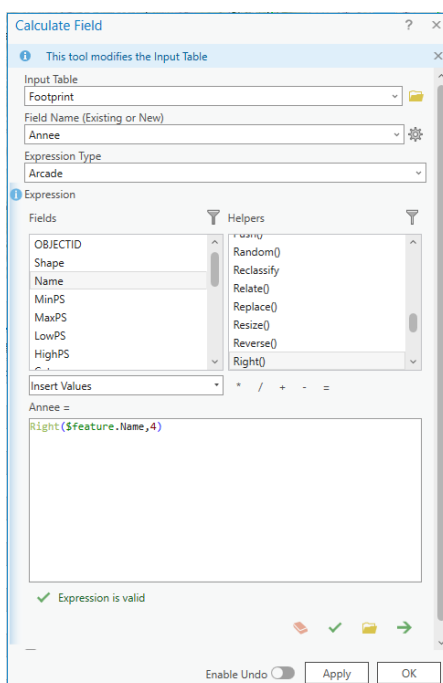 Calculate Field ? ×
This tool modifies the Input Table ×
Input Table
Footprint
Field Name (Existing or New)
Annee
Expression Type
Arcade
Expression
Fields
Helpers
OBJECTID
Shape
Name
MinPS
MaxPS
LowPS
HighPS
Push()
Random()
Reclassify
Relate()
Replace()
Resize()
Reverse()
Right()
Insert Values
* / + - =
Annee =
Right($feature.Name,4)
Expression is valid
Enable Undo
Apply
OK